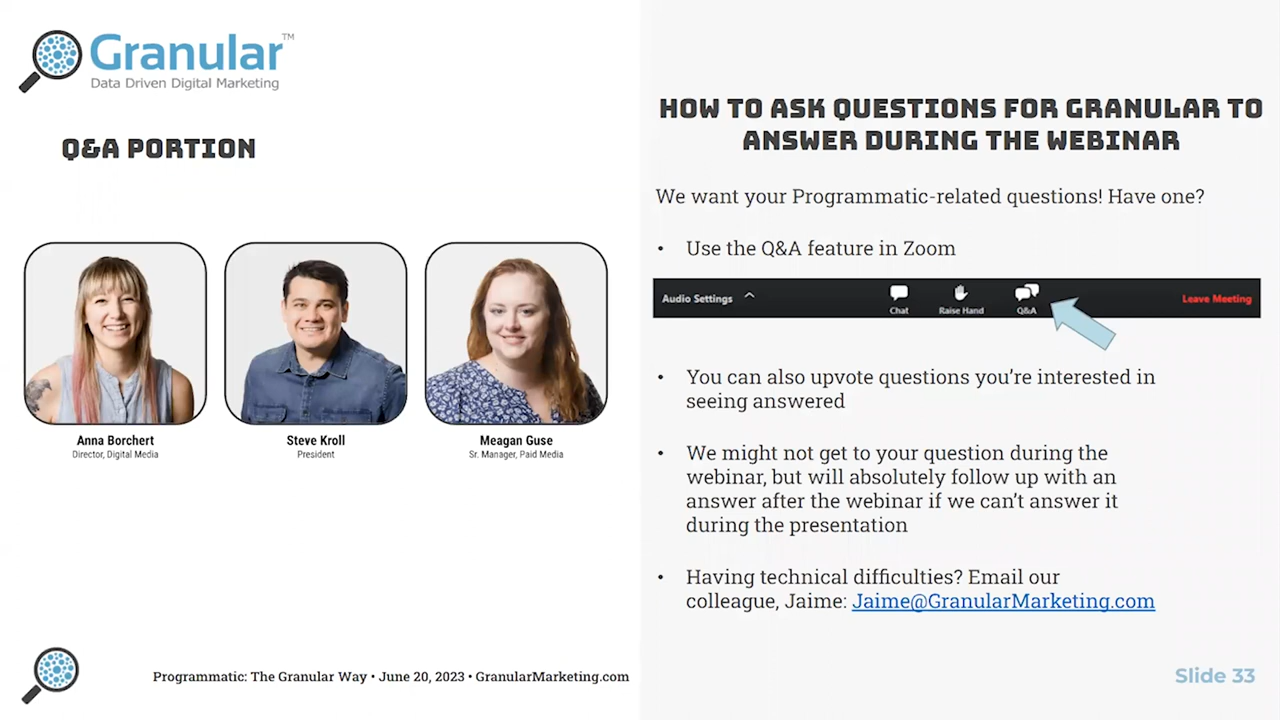 Granular™
Data Driven Digital Marketing
Q&A PORTION
Anna Borchert
Director, Digital Media
Steve Kroll
President
Meagan Guse
Sr. Manager, Paid Media
Programmatic: The Granular Way • June 20, 2023 • GranularMarketing.com
HOW TO ASK QUESTIONS FOR GRANULAR TO
ANSWER DURING THE WEBINAR
We want your Programmatic-related questions! Have one?
• Use the Q&A feature in Zoom
Audio Settings
Chat
Raise Hand
Q&A
Leave Meeting
• You can also upvote questions you’re interested in
seeing answered
• We might not get to your question during the
webinar, but will absolutely follow up with an
answer after the webinar if we can’t answer it
during the presentation
• Having technical difficulties? Email our
colleague, Jaime: Jaime@GranularMarketing.com
Slide 33